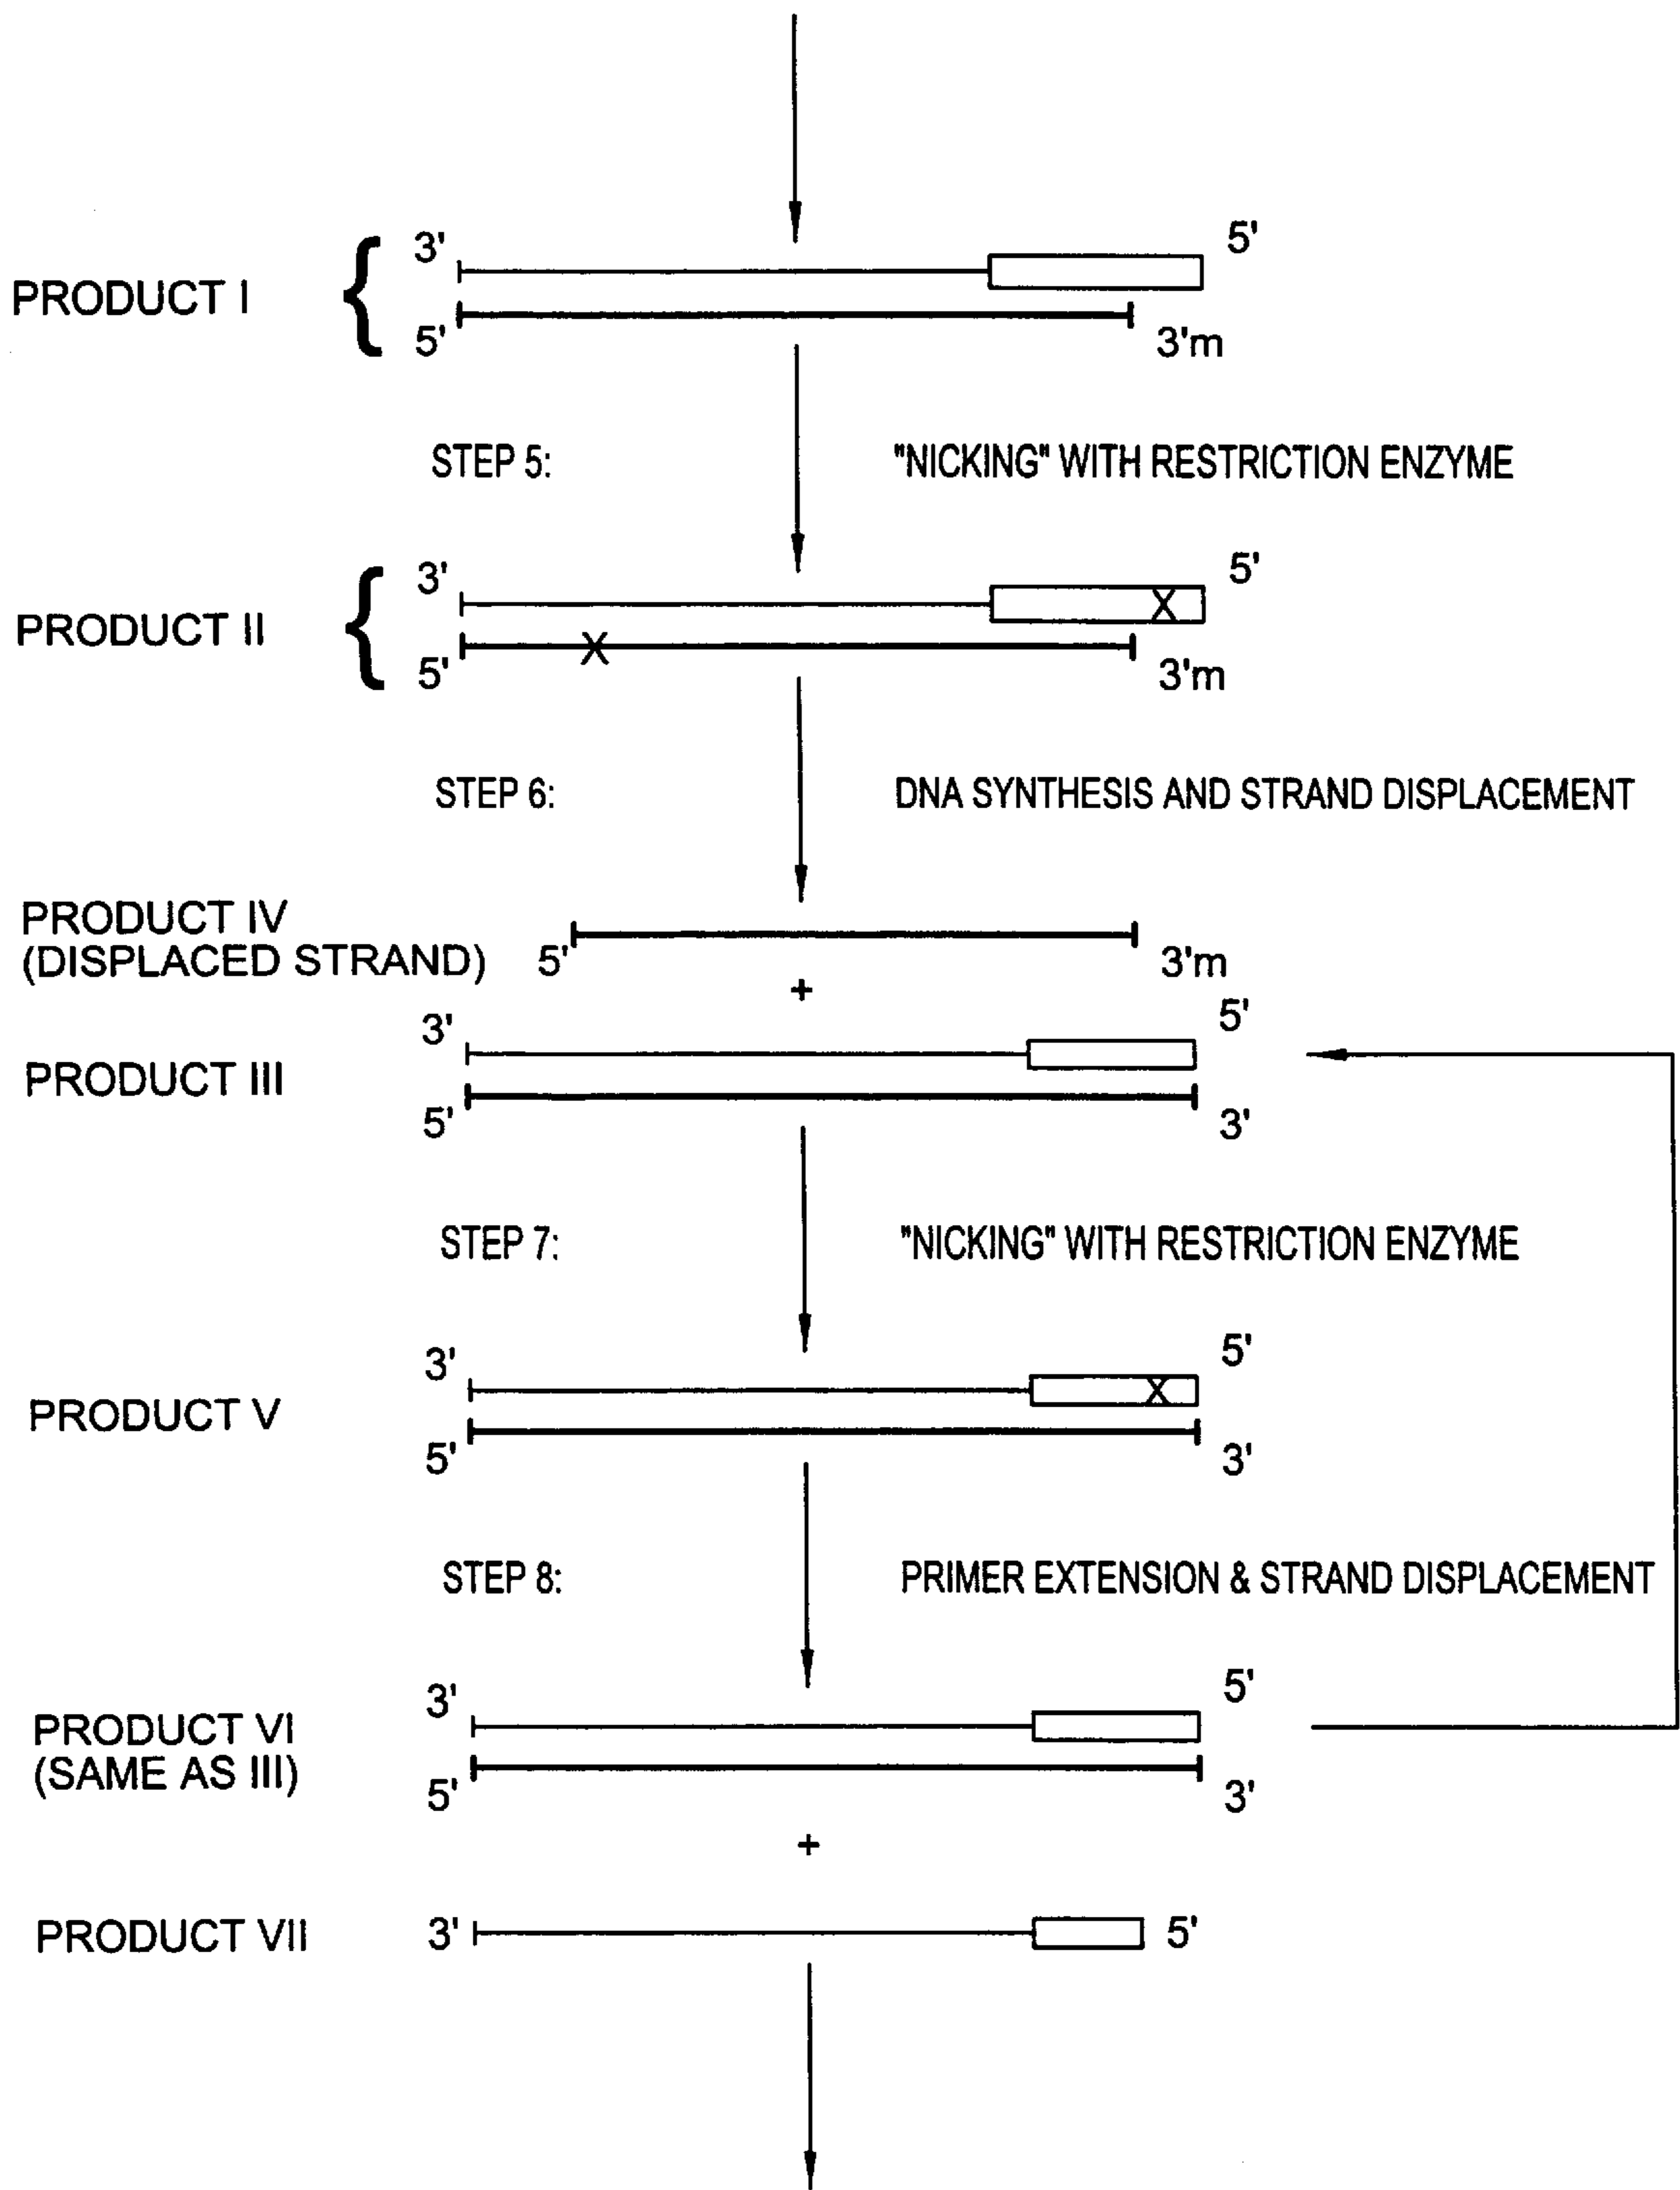 3' 5'
PRODUCT I {
5' 3'm
STEP 5: "NICKING" WITH RESTRICTION ENZYME
3' 5'
X
PRODUCT II {
X
5' 3'm
STEP 6: DNA SYNTHESIS AND STRAND DISPLACEMENT
PRODUCT IV
(DISPLACED STRAND) 5' 3'm
+
3' 5'
PRODUCT III
5' 3'
STEP 7: "NICKING" WITH RESTRICTION ENZYME
3' 5'
X
PRODUCT V
5' 3'
STEP 8: PRIMER EXTENSION & STRAND DISPLACEMENT
3' 5'
PRODUCT VI
(SAME AS III)
5' 3'
+
PRODUCT VII 3' 5'